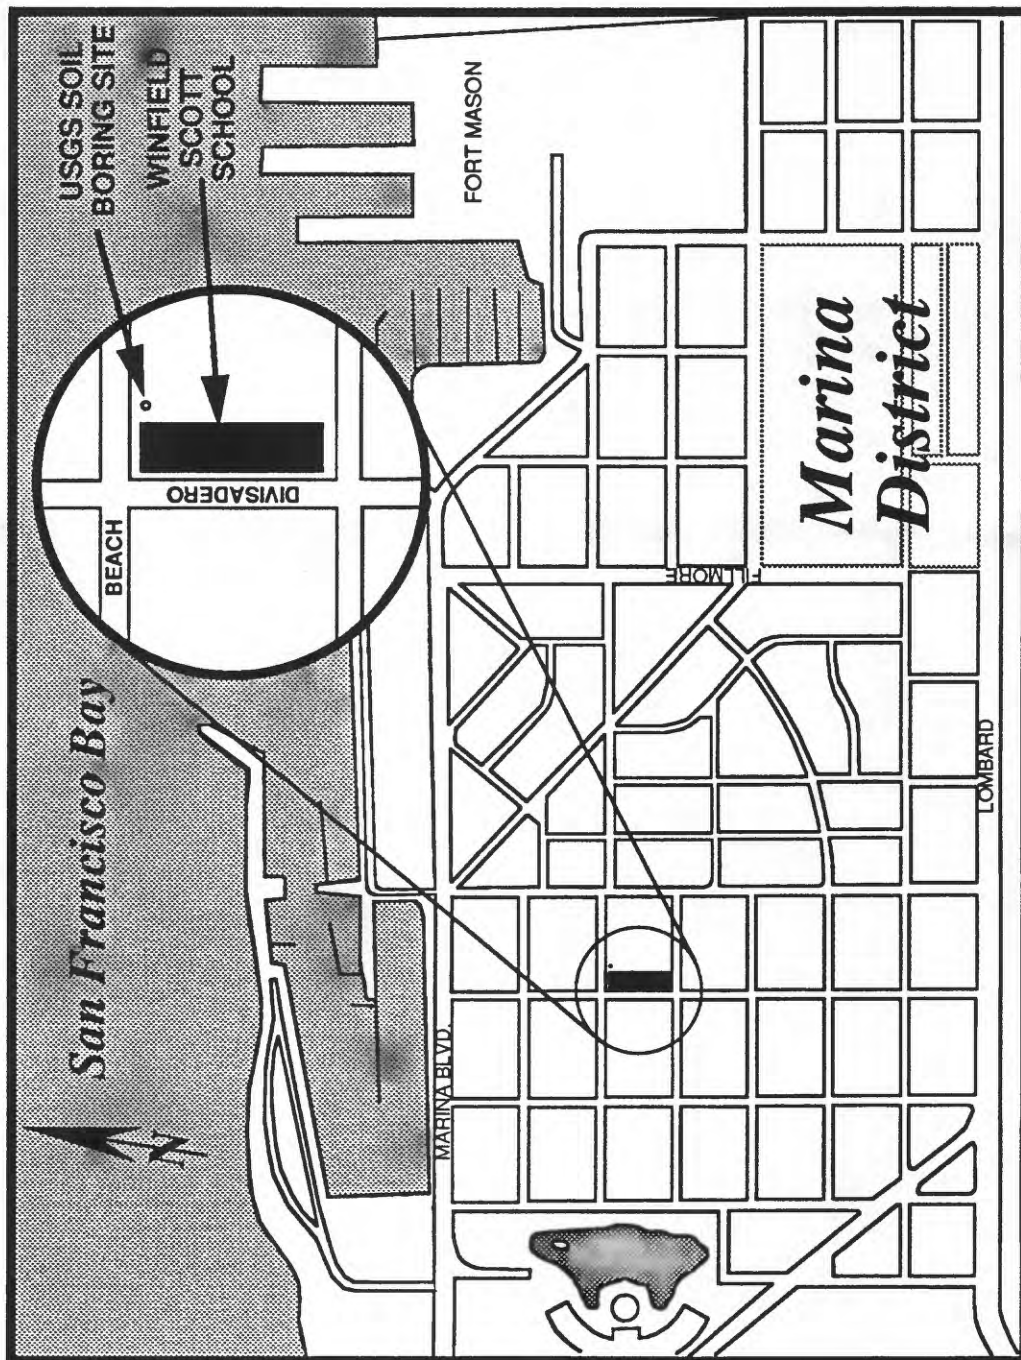 USGS SOIL
BORING SITE
WINFIELD
SCOTT
SCHOOL
BEACH
DIVISADERO
San Francisco Bay
N
FORT MASON
MARINA BLVD.
FILLMORE
Marina
District
LOMBARD